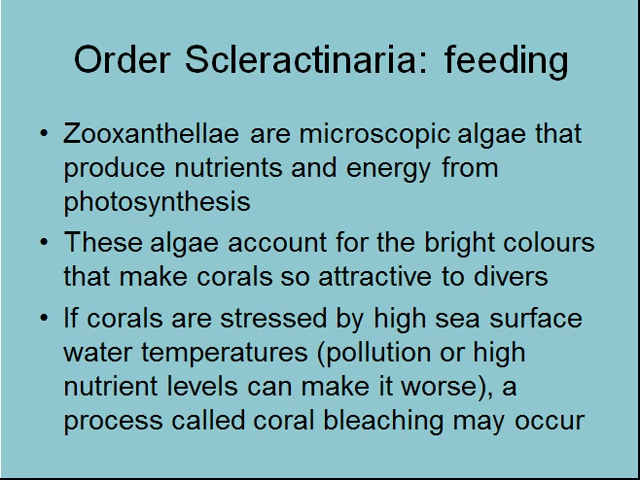 Order Scleractinaria: feeding
• Zooxanthellae are microscopic algae that
produce nutrients and energy from
photosynthesis
• These algae account for the bright colours
that make corals so attractive to divers
• If corals are stressed by high sea surface
water temperatures (pollution or high
nutrient levels can make it worse), a
process called coral bleaching may occur